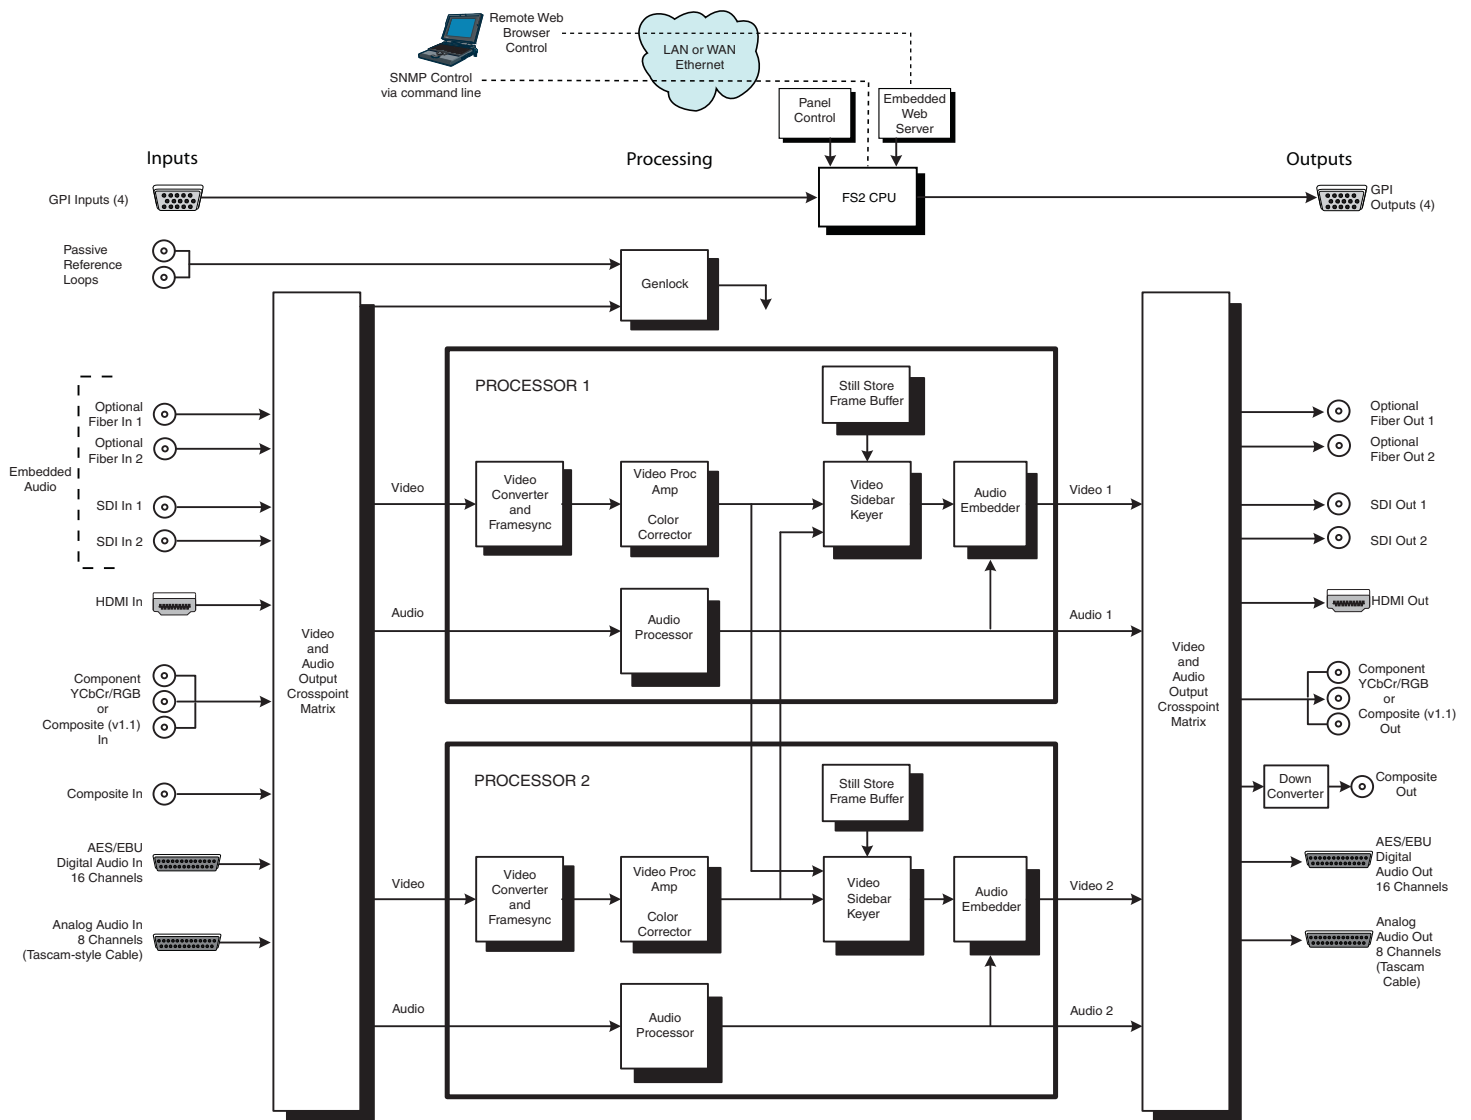 Remote Web
Browser
Control
LAN or WAN
Ethernet
SNMP Control
via command line
Panel
Control
Embedded
Web
Server
Inputs
Processing
Outputs
GPI Inputs (4)
FS2 CPU
GPI
Outputs (4)
Passive
Reference
Loops
Genlock
PROCESSOR 1
Still Store
Frame Buffer
Embedded
Audio
Optional
Fiber In 1
Optional
Fiber In 2
SDI In 1
SDI In 2
HDMI In
Component
YCbCr/RGB
or
Composite (v1.1)
In
Composite In
AES/EBU
Digital Audio In
16 Channels
Analog Audio In
8 Channels
(Tascam-style Cable)
Video
and
Audio
Output
Crosspoint
Matrix
Video
Video
Converter
and
Framesync
Video Proc
Amp
Color
Corrector
Video
Sidebar
Keyer
Audio
Embedder
Video 1
Audio
Audio
Processor
Audio 1
PROCESSOR 2
Still Store
Frame Buffer
Video
Video
Converter
and
Framesync
Video Proc
Amp
Color
Corrector
Video
Sidebar
Keyer
Audio
Embedder
Video 2
Audio
Audio
Processor
Audio 2
Video
and
Audio
Output
Crosspoint
Matrix
Optional
Fiber Out 1
Optional
Fiber Out 2
SDI Out 1
SDI Out 2
HDMI Out
Component
YCbCr/RGB
or
Composite (v1.1)
Out
Down
Converter
Composite
Out
AES/EBU
Digital
Audio Out
16 Channels
Analog
Audio Out
8 Channels
(Tascam
Cable)